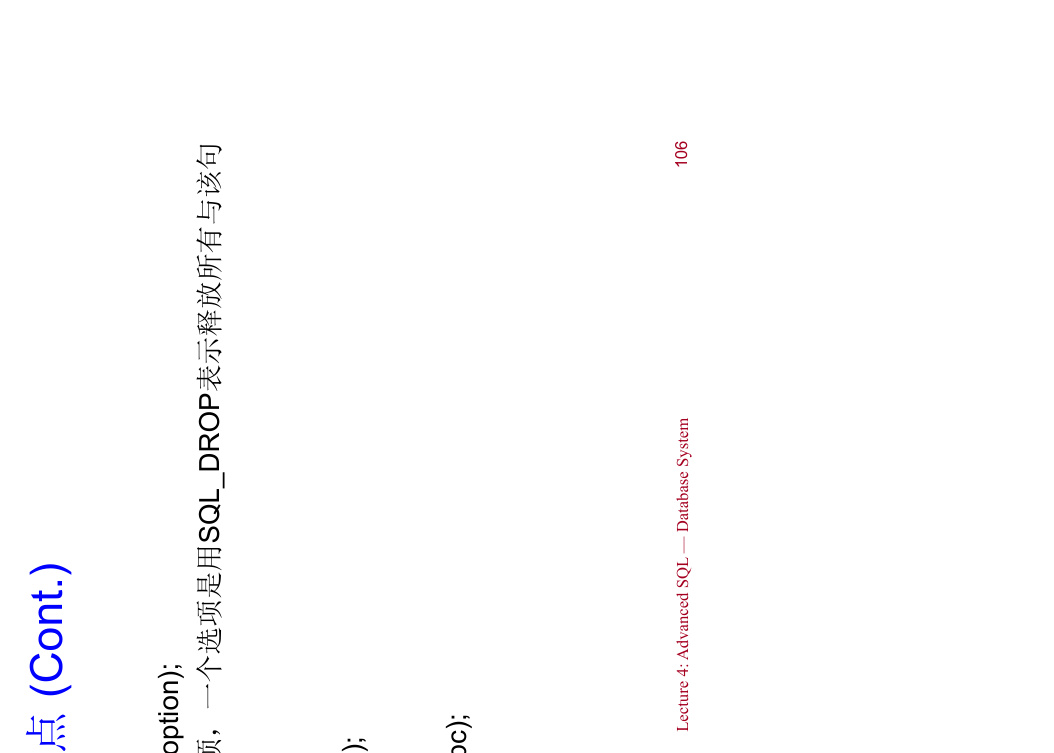 点 (Cont.)
option);
项，一个选项是用SQL_DROP表示释放所有与该句
);
oc);
Lecture 4: Advanced SQL — Database System
106